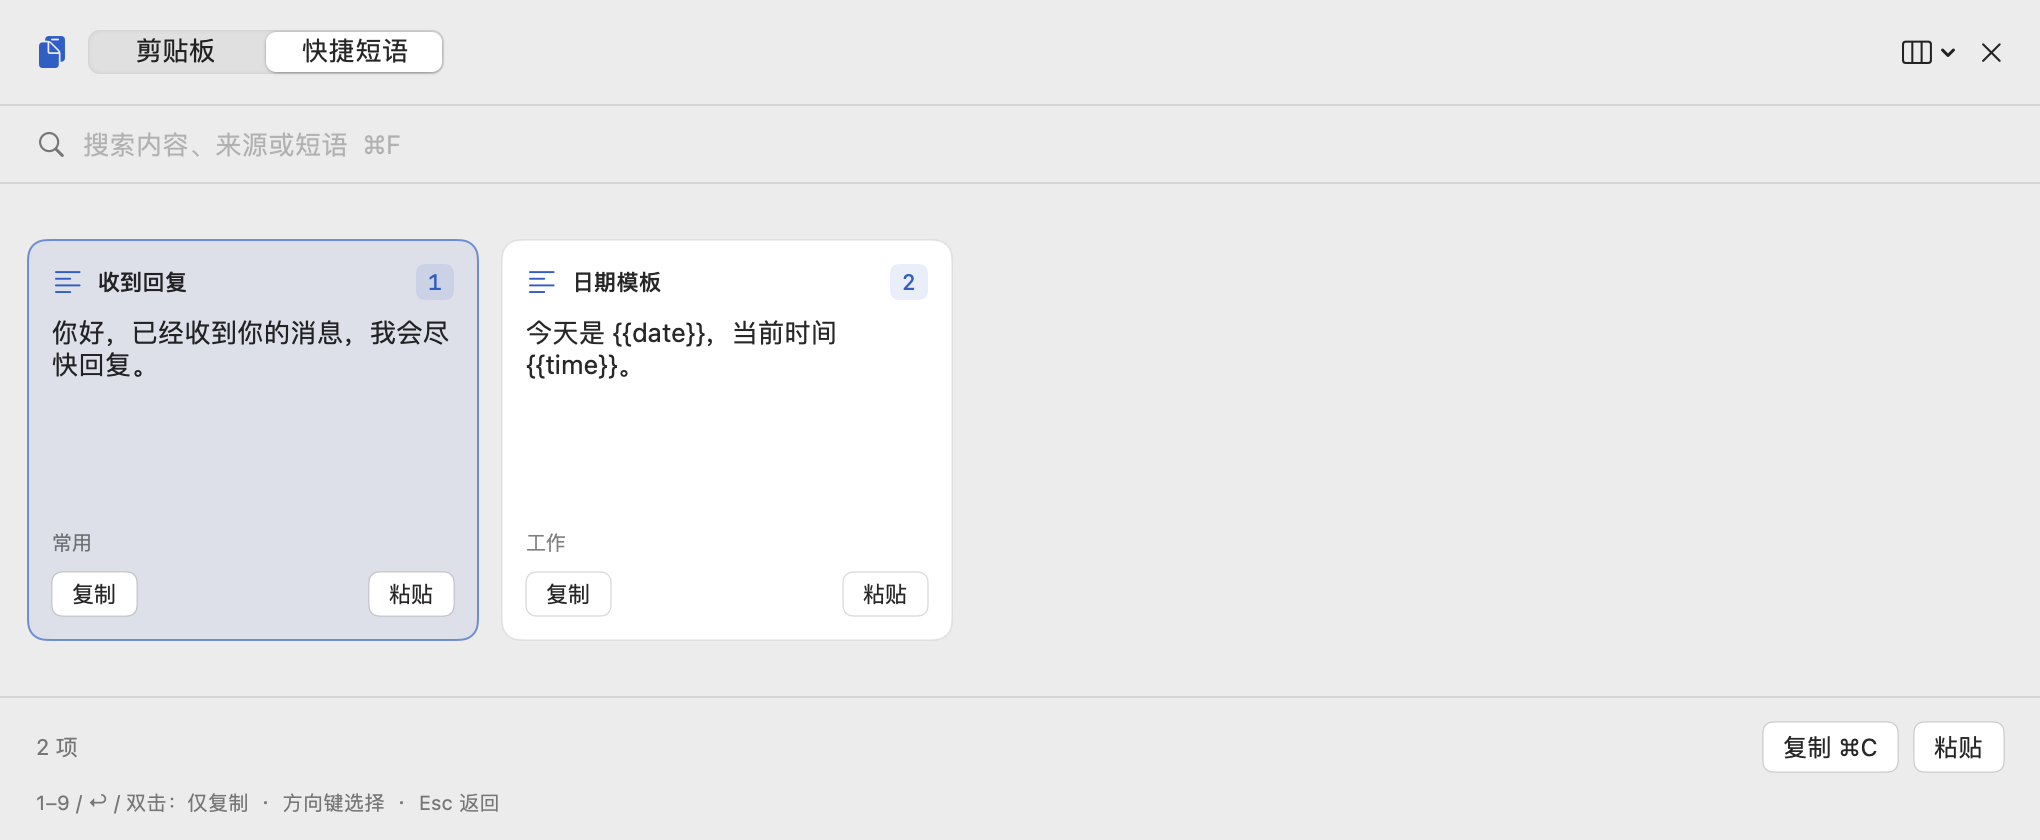 剪贴板 快捷短语
搜索内容、来源或短语 ⌘F
收到回复 1
你好，已经收到你的消息，我会尽
快回复。
常用
复制 粘贴
日期模板 2
今天是 {{date}}，当前时间
{{time}}。
工作
复制 粘贴
2 项
复制 ⌘C 粘贴
1–9 / ↩ / 双击：仅复制 · 方向键选择 · Esc 返回